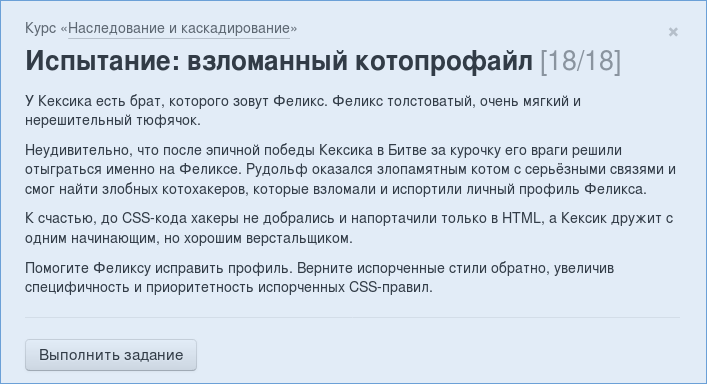 Курс «Наследование и каскадирование»
Испытание: взломанный котопрофайл [18/18]
У Кексика есть брат, которого зовут Феликс. Феликс толстоватый, очень мягкий и
нерешительный тюфячок.
Неудивительно, что после эпичной победы Кексика в Битве за курочку его враги решили
отыграться именно на Феликсе. Рудольф оказался злопамятным котом с серьёзными связями и
смог найти злобных котохакеров, которые взломали и испортили личный профиль Феликса.
К счастью, до CSS-кода хакеры не добрались и напортачили только в HTML, а Кексик дружит с
одним начинающим, но хорошим верстальщиком.
Помогите Феликсу исправить профиль. Верните испорченные стили обратно, увеличив
специфичность и приоритетность испорченных CSS-правил.
Выполнить задание